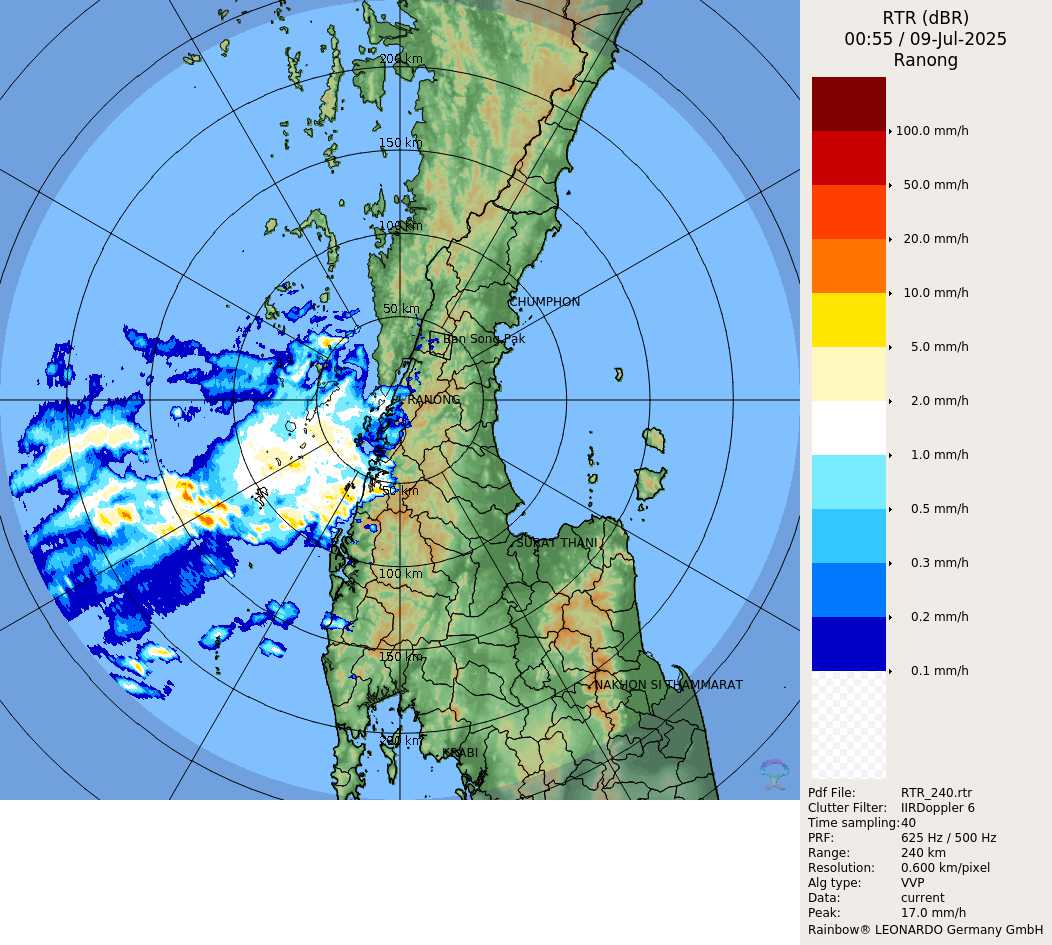 RTR (dBR)
00:55 / 09-Jul-2025
Ranong
200 km
150 km
100 km
50 km
CHUMPHON
Ban Song Pak
RANONG
50 km
SURAT THANI
100 km
150 km
NAKHON SI THAMMARAT
200 km
KRABI
100.0 mm/h
50.0 mm/h
20.0 mm/h
10.0 mm/h
5.0 mm/h
2.0 mm/h
1.0 mm/h
0.5 mm/h
0.3 mm/h
0.2 mm/h
0.1 mm/h
Pdf File: RTR_240.rtr
Clutter Filter: IIRDoppler 6
Time sampling:40
PRF: 625 Hz / 500 Hz
Range: 240 km
Resolution: 0.600 km/pixel
Alg type: VVP
Data: current
Peak: 17.0 mm/h
Rainbow® LEONARDO Germany GmbH